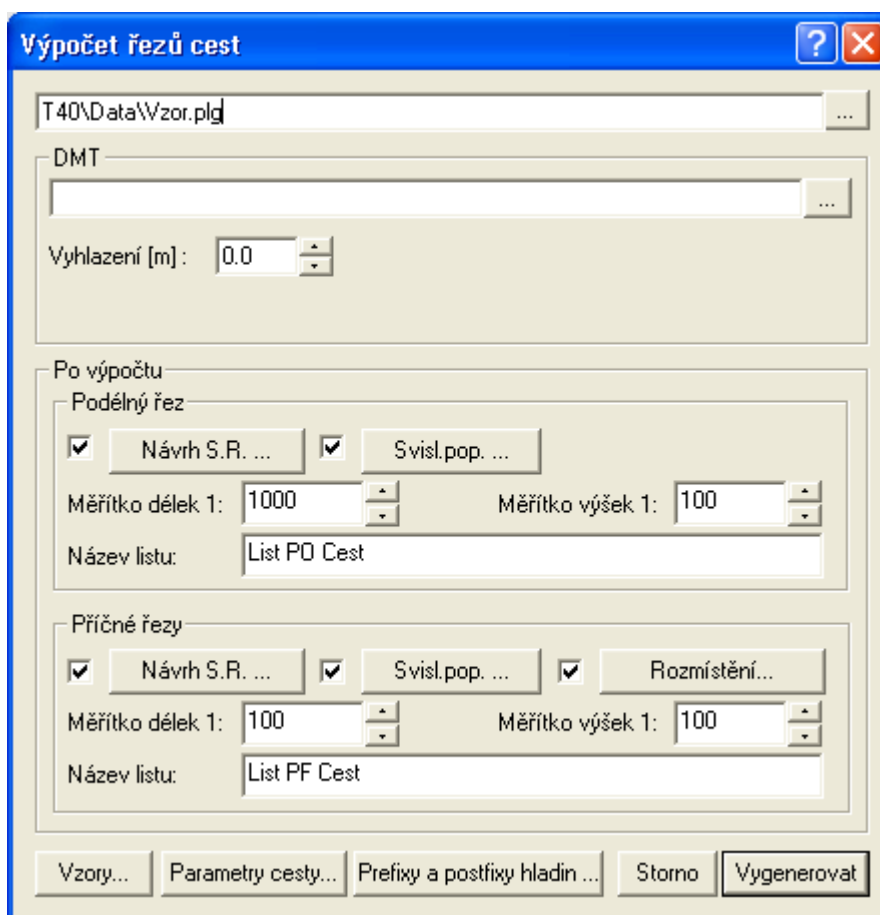 Výpočet řezů cest
T40\Data\Vzor.plg ...
DMT
...
Vyhlazení [m] : 0.0
Po výpočtu
Podélný řez
Návrh S.R. ... Svisl.pop. ...
Měřítko délek 1: 1000 Měřítko výšek 1: 100
Název listu: List PO Cest
Příčné řezy
Návrh S.R. ... Svisl.pop. ... Rozmístění...
Měřítko délek 1: 100 Měřítko výšek 1: 100
Název listu: List PF Cest
Vzory... Parametry cesty... Prefixy a postfixy hladin ... Storno Vygenerovat